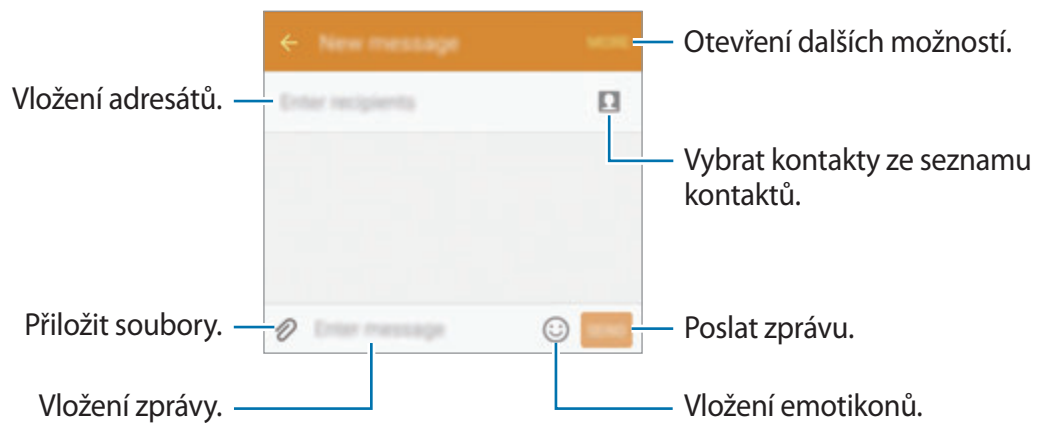 New message
MORE
Otevření dalších možností.
Vložení adresátů.
Enter recipients
Vybrat kontakty ze seznamu
kontaktů.
Přiložit soubory.
Enter message
SEND
Poslat zprávu.
Vložení zprávy.
Vložení emotikonů.